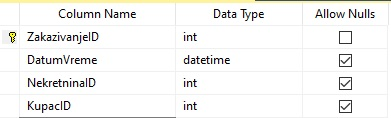 Column Name Data Type Allow Nulls
ZakazivanjeID int
DatumVreme datetime
NekretninaID int
KupacID int